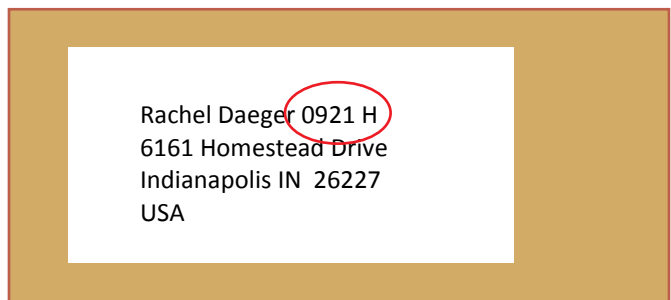 Rachel Daeger 0921 H
6161 Homestead Drive
Indianapolis IN  26227
USA